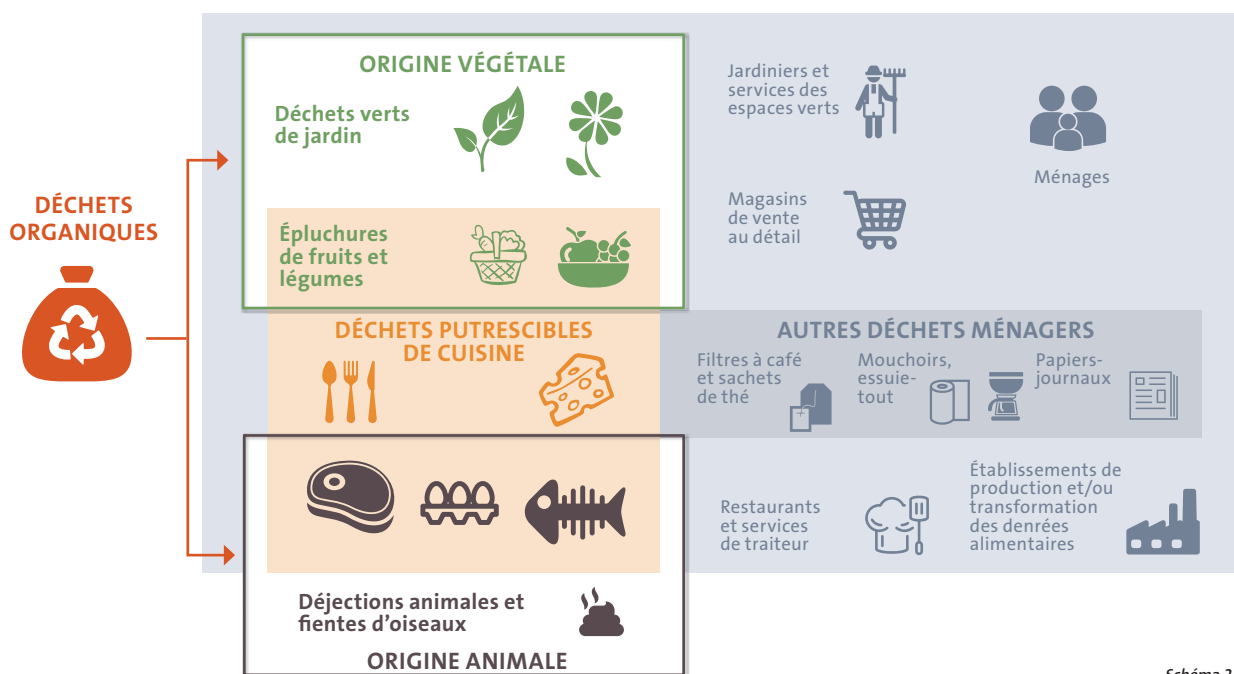 DÉCHETS
ORGANIQUES
ORIGINE VÉGÉTALE
Déchets verts
de jardin
Épluchures
de fruits et
légumes
DÉCHETS PUTRESCIBLES
DE CUISINE
Déjections animales et
fientes d'oiseaux
ORIGINE ANIMALE
Jardiniers et
services des
espaces verts
Ménages
Magasins
de vente
au détail
AUTRES DÉCHETS MÉNAGERS
Filtres à café
et sachets
de thé
Mouchoirs,
essuie-
tout
Papiers-
journaux
Restaurants
et services
de traiteur
Établissements de
production et/ou
transformation
des denrées
alimentaires
Schéma 2